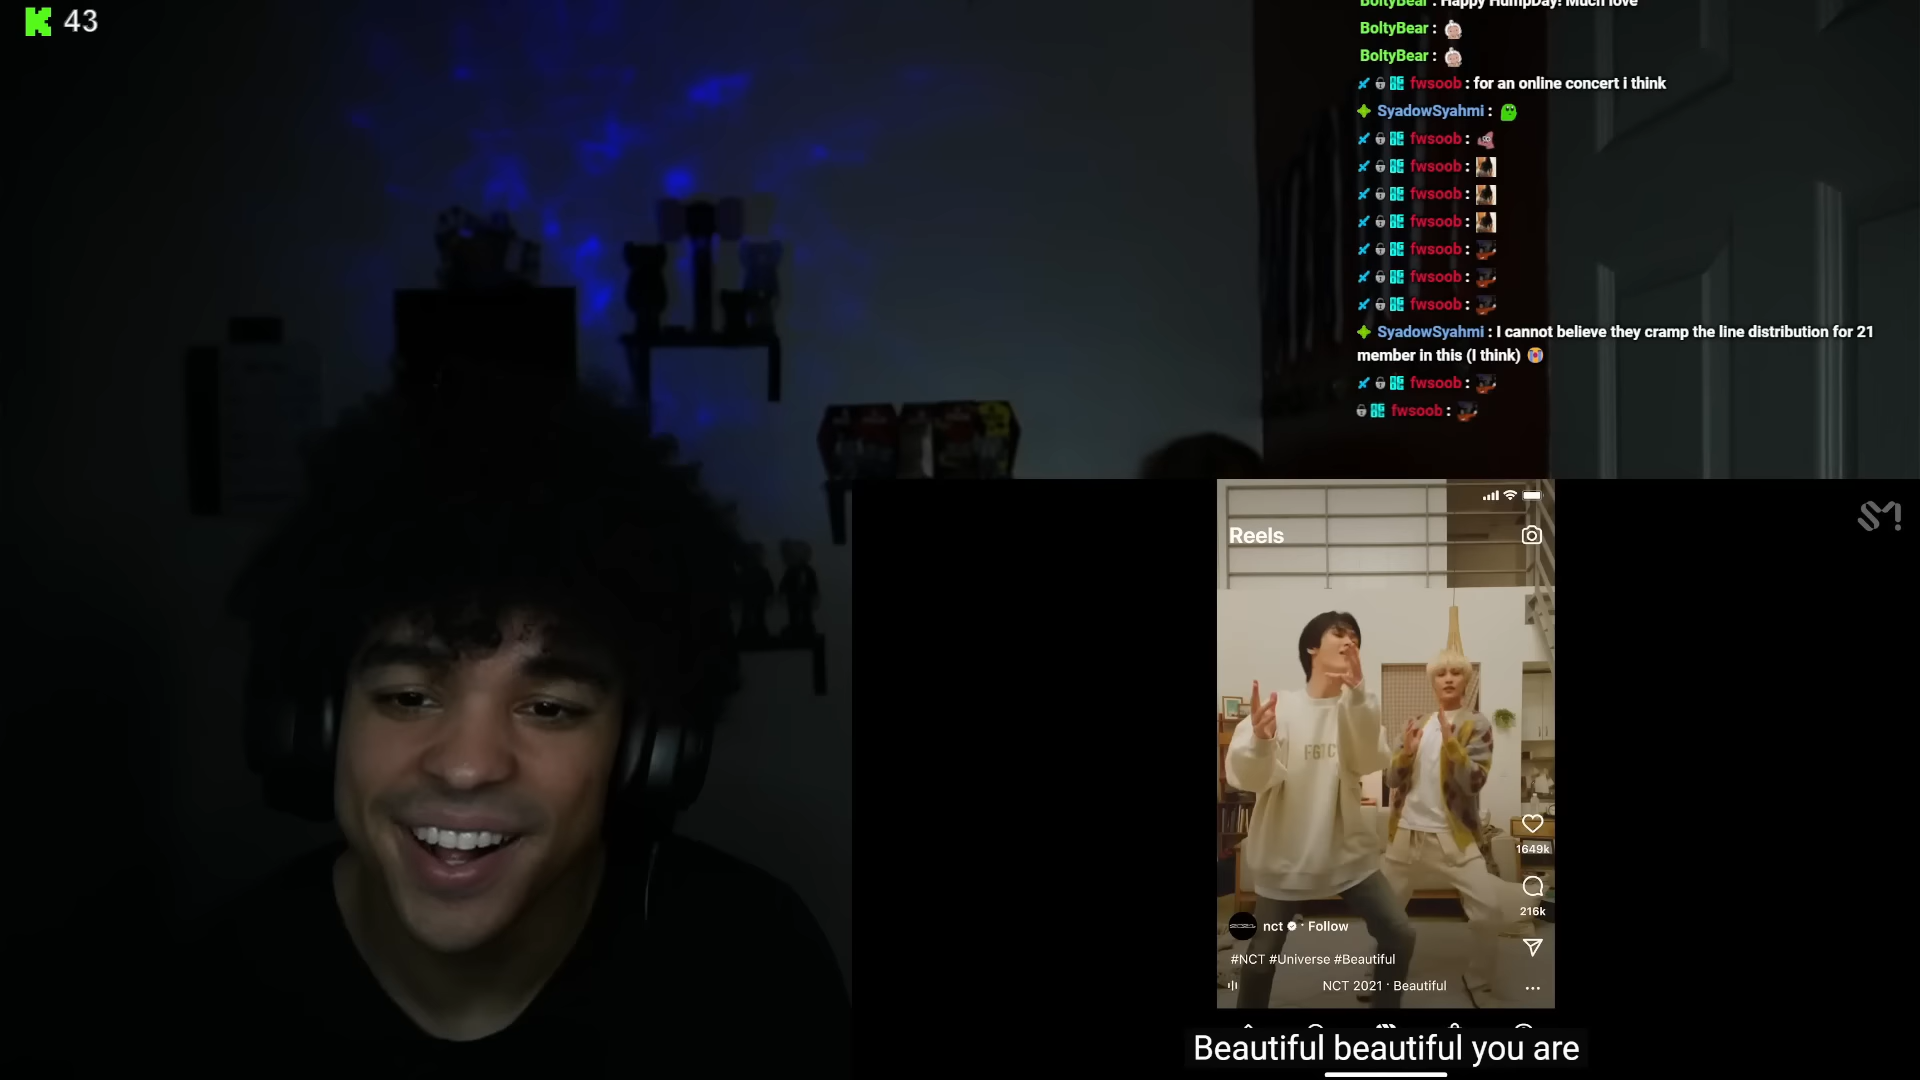 43
BoltyBear : Happy HumpDay! Much love
BoltyBear :
BoltyBear :
fwsoob : for an online concert i think
SyadowSyahmi :
fwsoob :
fwsoob :
fwsoob :
fwsoob :
fwsoob :
fwsoob :
fwsoob :
SyadowSyahmi : I cannot believe they cramp the line distribution for 21
member in this (I think)
fwsoob :
fwsoob :
SM!
Reels
FGTC
1649k
216k
nct · Follow
#NCT #Universe #Beautiful
NCT 2021 · Beautiful
Beautiful beautiful you are